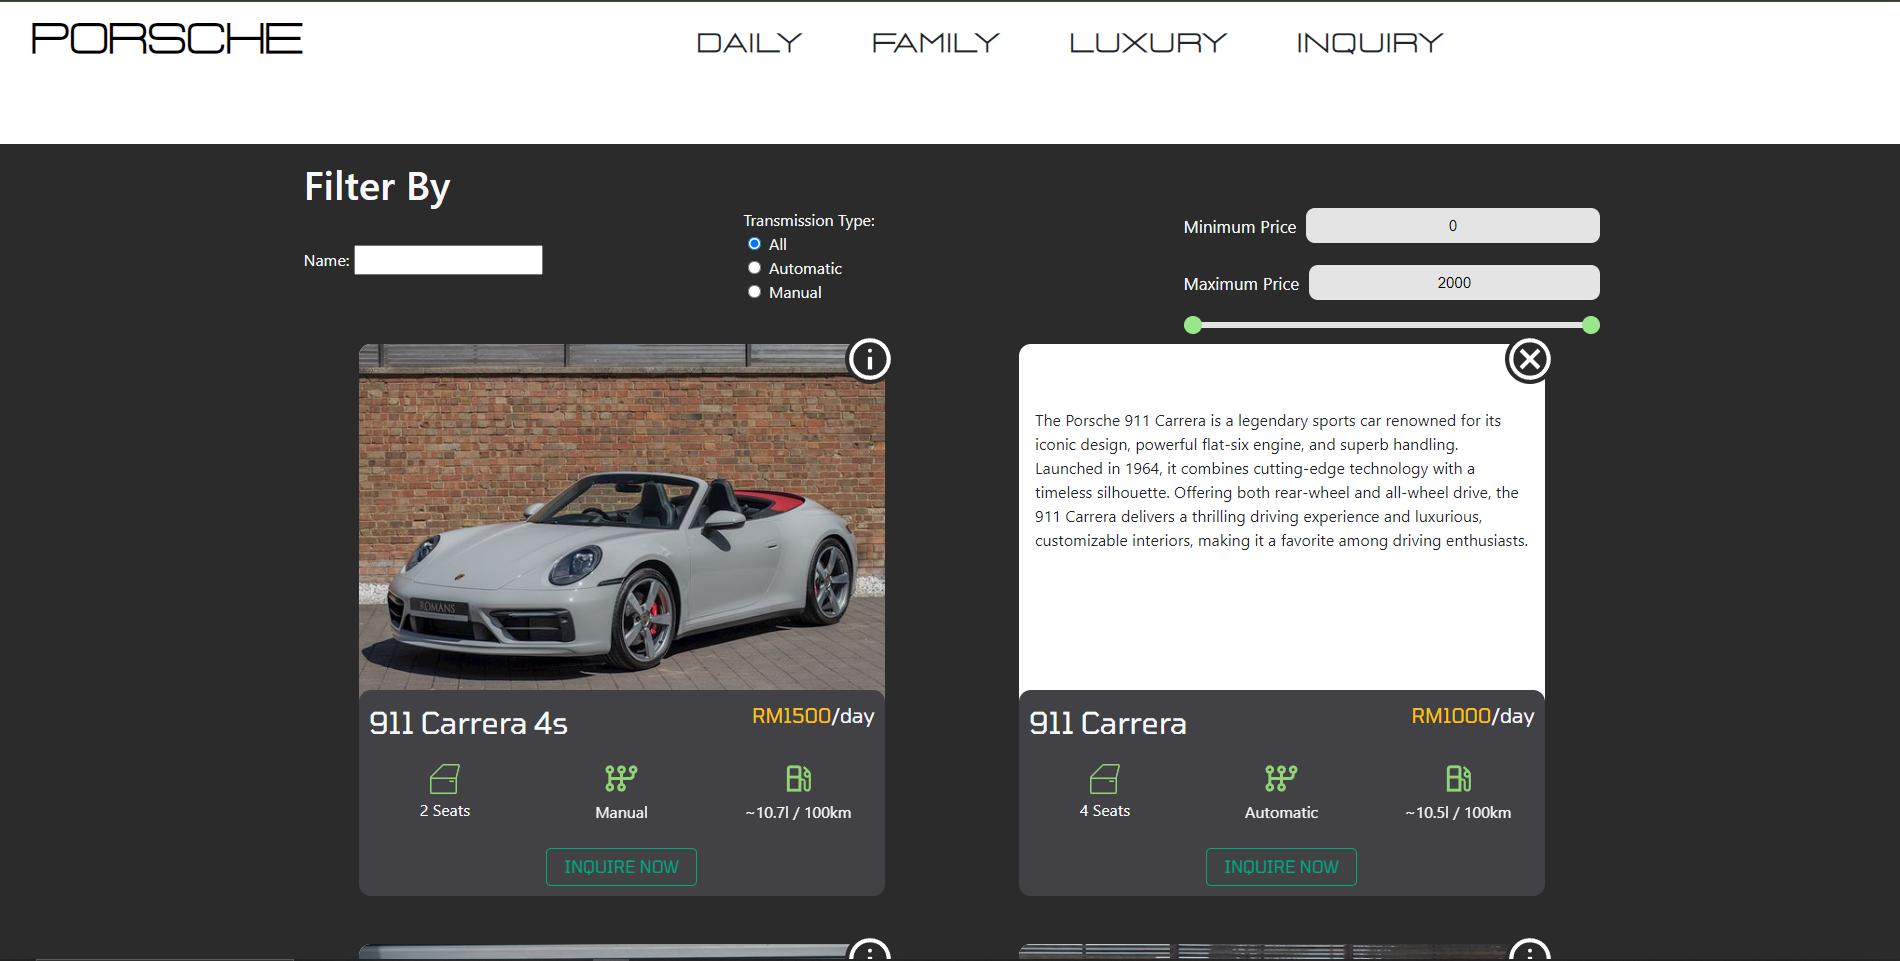 PORSCHE
DAILY FAMILY LUXURY INQUIRY
Filter By
Name:
Transmission Type:
All
Automatic
Manual
Minimum Price 0
Maximum Price 2000
ROMANS
911 Carrera 4s RM1500/day
2 Seats Manual ~10.7l / 100km
INQUIRE NOW
The Porsche 911 Carrera is a legendary sports car renowned for its
iconic design, powerful flat-six engine, and superb handling.
Launched in 1964, it combines cutting-edge technology with a
timeless silhouette. Offering both rear-wheel and all-wheel drive, the
911 Carrera delivers a thrilling driving experience and luxurious,
customizable interiors, making it a favorite among driving enthusiasts.
911 Carrera RM1000/day
4 Seats Automatic ~10.5l / 100km
INQUIRE NOW